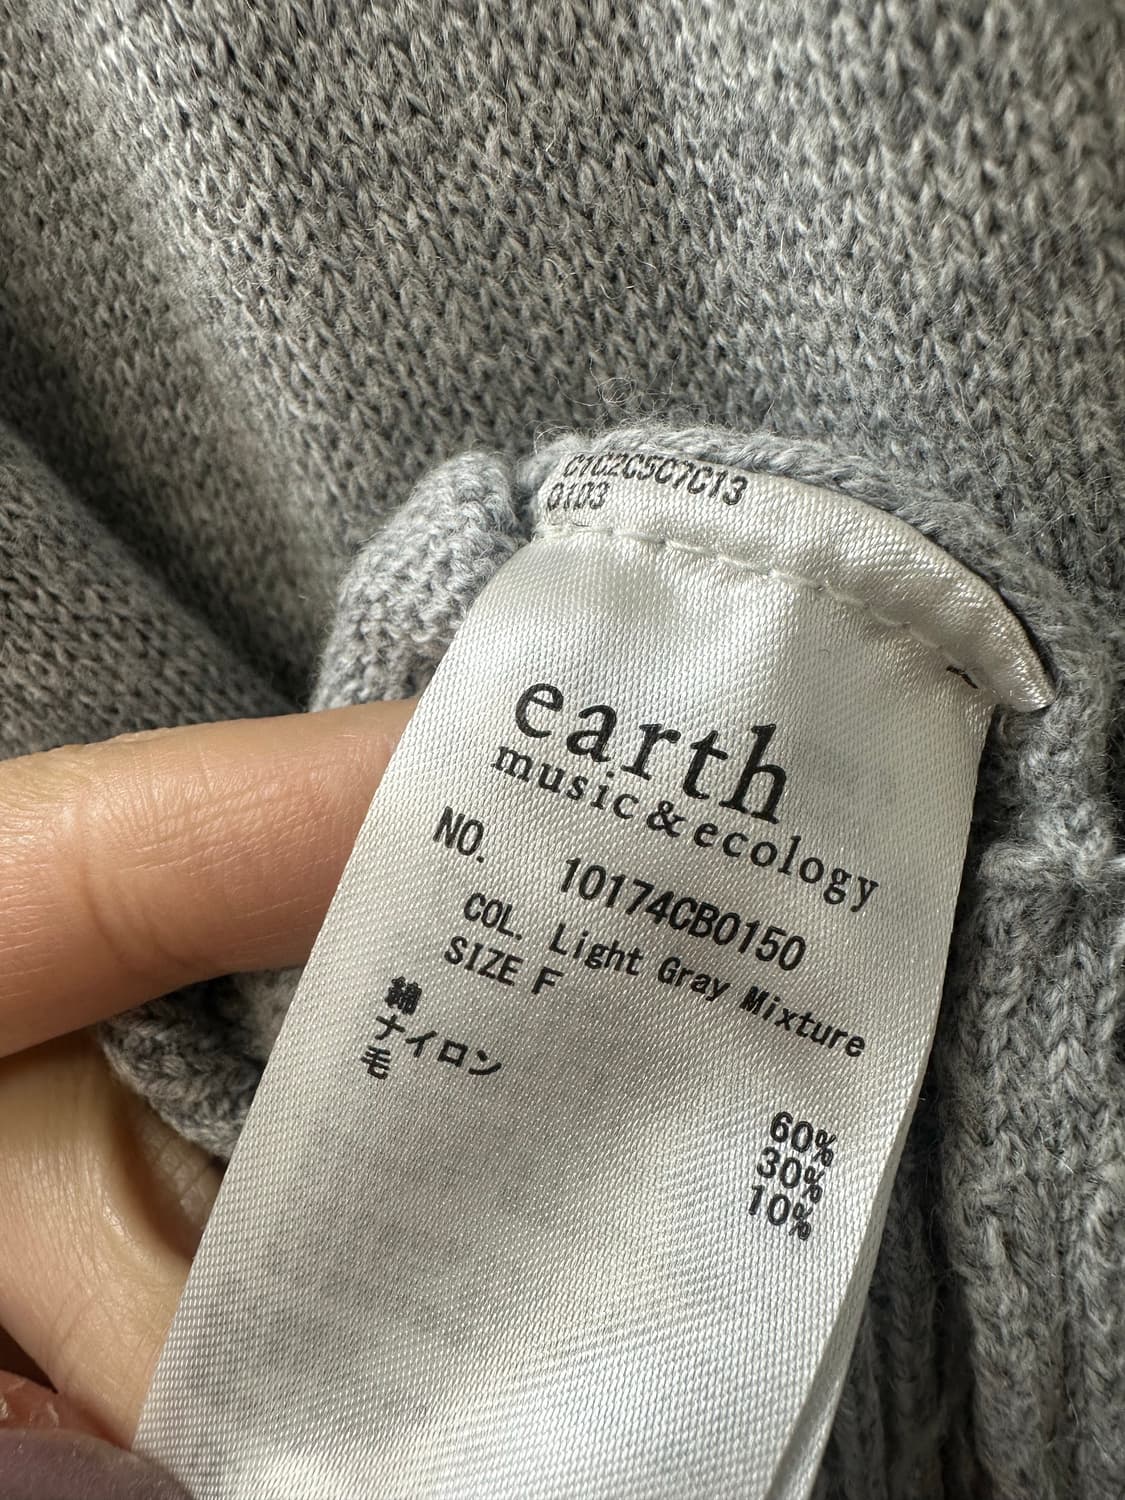 C1C2C5C7C13
0103
earth
music&ecology
NO. 10174CB0150
COL. Light Gray Mixture
SIZE F
綿 60%
ナイロン 30%
毛 10%